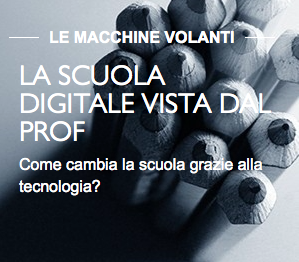 LE MACCHINE VOLANTI
LA SCUOLA
DIGITALE VISTA DAL
PROF
Come cambia la scuola grazie alla
tecnologia?